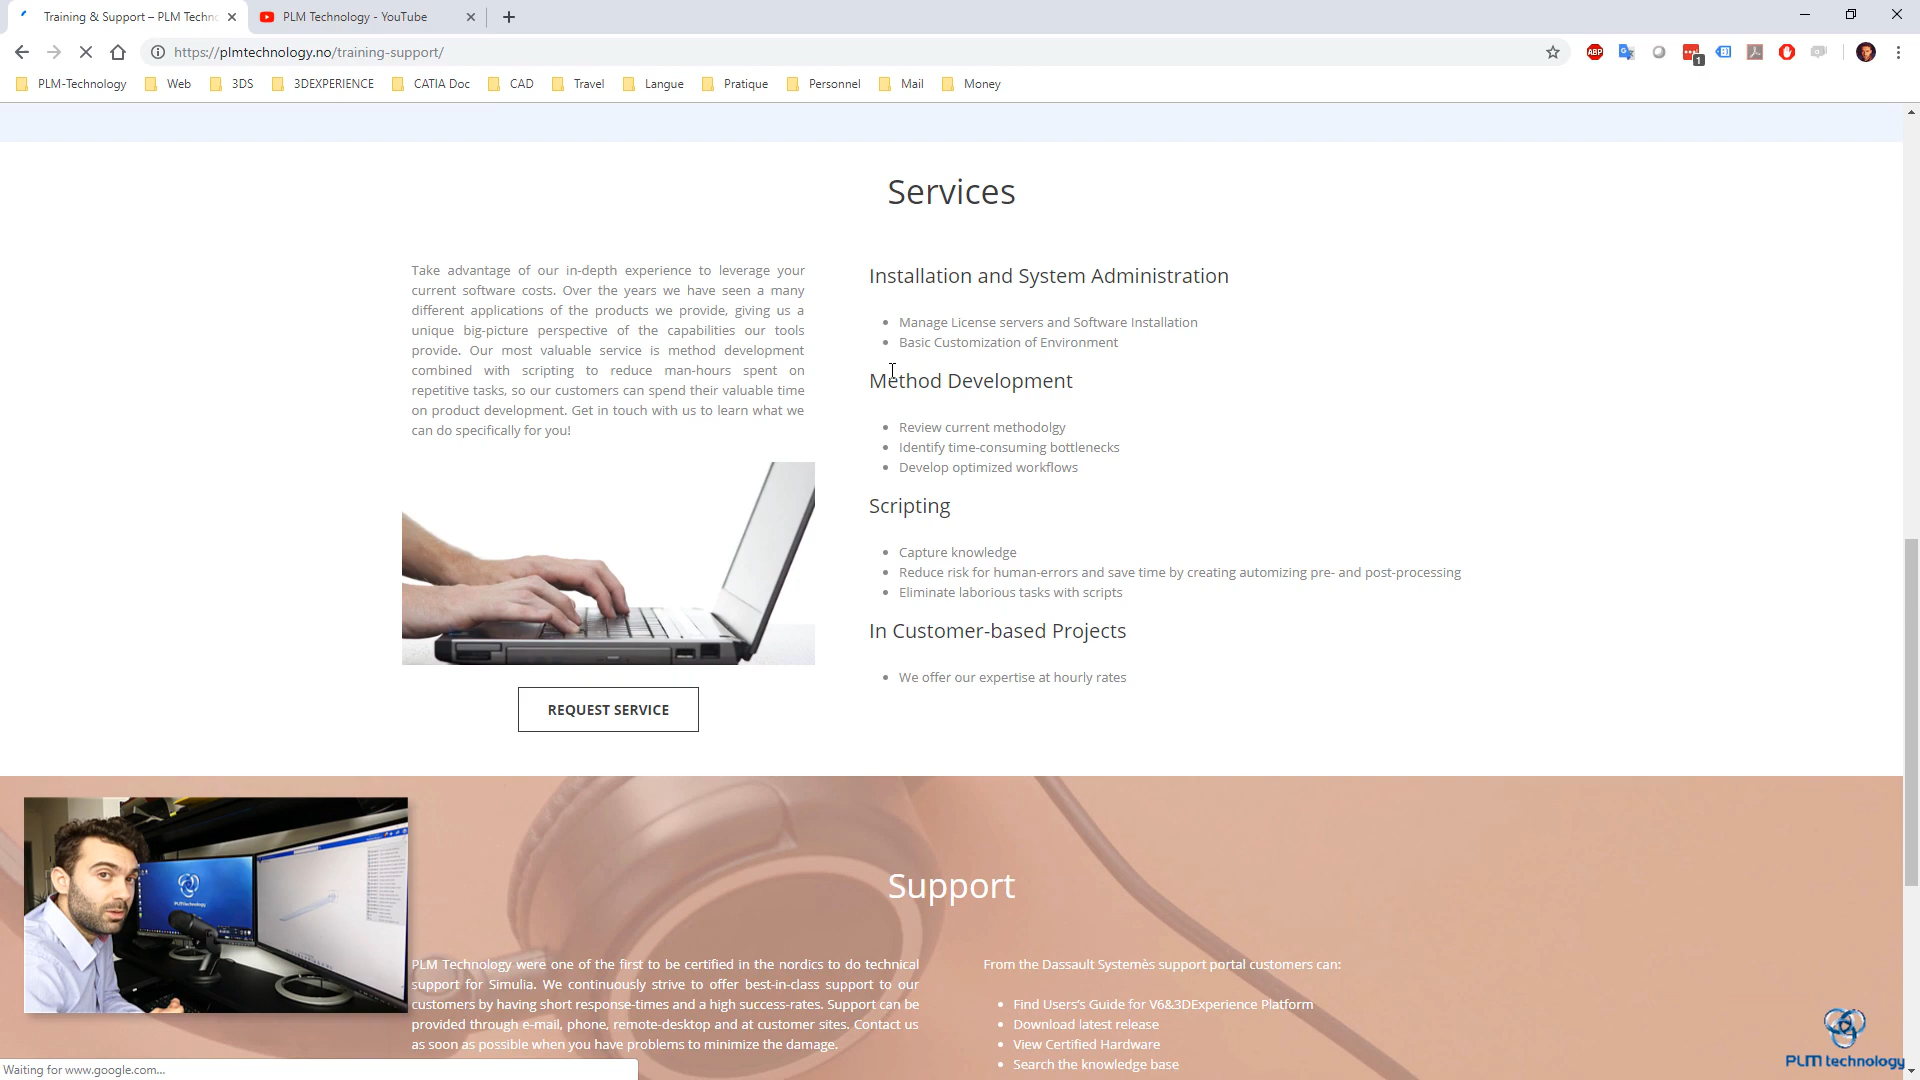 Training & Support – PLM Techn
PLM Technology - YouTube
https://plmtechnology.no/training-support/
ABP
1
PLM-Technology
Web
3DS
3DEXPERIENCE
CATIA Doc
CAD
Travel
Langue
Pratique
Personnel
Mail
Money
Services
Take advantage of our in-depth experience to leverage your
current software costs. Over the years we have seen a many
different applications of the products we provide, giving us a
unique big-picture perspective of the capabilities our tools
provide. Our most valuable service is method development
combined with scripting to reduce man-hours spent on
repetitive tasks, so our customers can spend their valuable time
on product development. Get in touch with us to learn what we
can do specifically for you!
REQUEST SERVICE
Installation and System Administration
Manage License servers and Software Installation
Basic Customization of Environment
Method Development
Review current methodolgy
Identify time-consuming bottlenecks
Develop optimized workflows
Scripting
Capture knowledge
Reduce risk for human-errors and save time by creating automizing pre- and post-processing
Eliminate laborious tasks with scripts
In Customer-based Projects
We offer our expertise at hourly rates
Support
PLM Technology were one of the first to be certified in the nordics to do technical
support for Simulia. We continuously strive to offer best-in-class support to our
customers by having short response-times and a high success-rates. Support can be
provided through e-mail, phone, remote-desktop and at customer sites. Contact us
as soon as possible when you have problems to minimize the damage.
From the Dassault Systemès support portal customers can:
Find Users's Guide for V6&3DExperience Platform
Download latest release
View Certified Hardware
Search the knowledge base
PLM technology
PLM technology
Waiting for www.google.com...